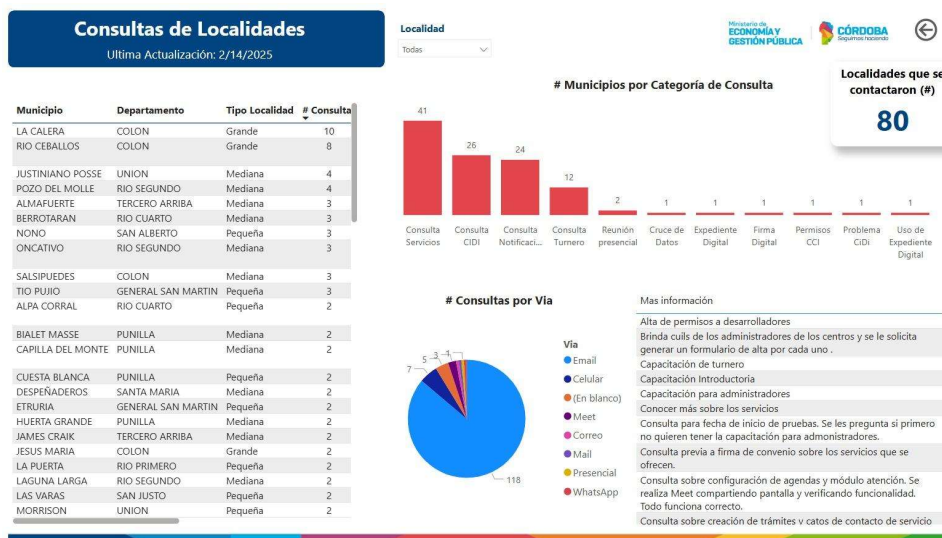 Consultas de Localidades
Ultima Actualización: 2/14/2025
Localidad
Todas
Ministerio de
ECONOMÍA Y
GESTIÓN PÚBLICA
CÓRDOBA
Seguimos haciendo
Localidades que se
contactaron (#)
80
Municipio Departamento Tipo Localidad # Consulta
LA CALERA COLON Grande 10
RIO CEBALLOS COLON Grande 8
JUSTINIANO POSSE UNION Mediana 4
POZO DEL MOLLE RIO SEGUNDO Mediana 4
ALMAFUERTE TERCERO ARRIBA Mediana 3
BERROTARAN RIO CUARTO Mediana 3
NONO SAN ALBERTO Pequeña 3
ONCATIVO RIO SEGUNDO Mediana 3
SALSIPUEDES COLON Mediana 3
TIO PUJIO GENERAL SAN MARTIN Pequeña 3
ALPA CORRAL RIO CUARTO Pequeña 2
BIALET MASSE PUNILLA Mediana 2
CAPILLA DEL MONTE PUNILLA Mediana 2
CUESTA BLANCA PUNILLA Pequeña 2
DESPEÑADEROS SANTA MARIA Mediana 2
ETRURIA GENERAL SAN MARTIN Pequeña 2
HUERTA GRANDE PUNILLA Mediana 2
JAMES CRAIK TERCERO ARRIBA Mediana 2
JESUS MARIA COLON Grande 2
LA PUERTA RIO PRIMERO Pequeña 2
LAGUNA LARGA RIO SEGUNDO Mediana 2
LAS VARAS SAN JUSTO Pequeña 2
MORRISON UNION Pequeña 2
# Municipios por Categoría de Consulta
41 26 24 12 2 1 1 1 1 1 1
Consulta Consulta Consulta Consulta Reunión Cruce de Expediente Firma Permisos Problema Uso de
Servicios CIDI Notificaci... Turnero presencial Datos Digital Digital CCI CiDi Expediente
Digital
# Consultas por Via
7 5 3 1
118
Via
Email
Celular
(En blanco)
Meet
Correo
Mail
Presencial
WhatsApp
Mas información
Alta de permisos a desarrolladores
Brinda cuils de los administradores de los centros y se le solicita
generar un formulario de alta por cada uno .
Capacitación de turnero
Capacitación Introductoria
Capacitación para administradores
Conocer más sobre los servicios
Consulta para fecha de inicio de pruebas. Se les pregunta si primero
no quieren tener la capacitación para admonistradores.
Consulta previa a firma de convenio sobre los servicios que se
ofrecen.
Consulta sobre configuración de agendas y módulo atención. Se
realiza Meet compartiendo pantalla y verificando funcionalidad.
Todo funciona correcto.
Consulta sobre creación de trámites y catos de contacto de servicio